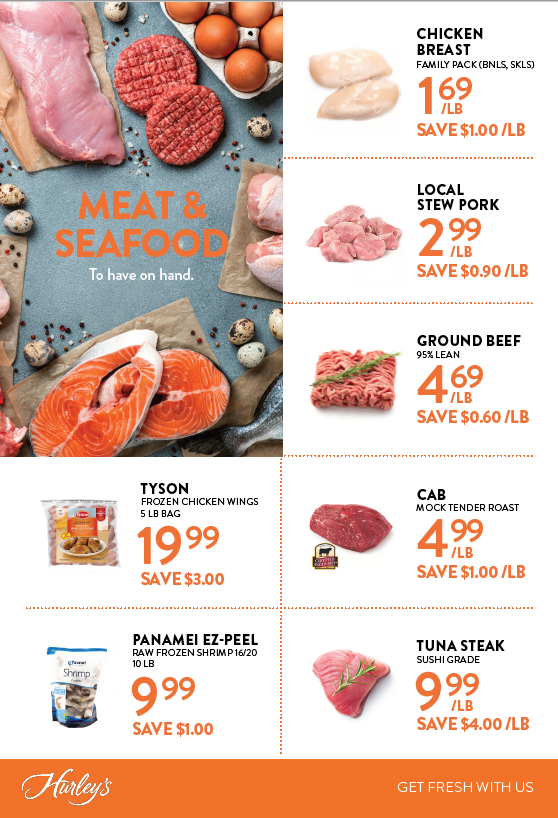 MEAT &
SEAFOOD
To have on hand.
CHICKEN
BREAST
FAMILY PACK (BNLS, SKLS)
1 69
/LB
SAVE $1.00 /LB
LOCAL
STEW PORK
2 99
/LB
SAVE $0.90 /LB
GROUND BEEF
95% LEAN
4 69
/LB
SAVE $0.60 /LB
TYSON
FROZEN CHICKEN WINGS
5 LB BAG
19 99
SAVE $3.00
Tyson
CAB
MOCK TENDER ROAST
4 99
/LB
SAVE $1.00 /LB
PANAMEI EZ-PEEL
RAW FROZEN SHRIMP 16/20
10 LB
9 99
SAVE $1.00
Panamei
Shrimp
TUNA STEAK
SUSHI GRADE
9 99
/LB
SAVE $4.00 /LB
Hurley's
GET FRESH WITH US